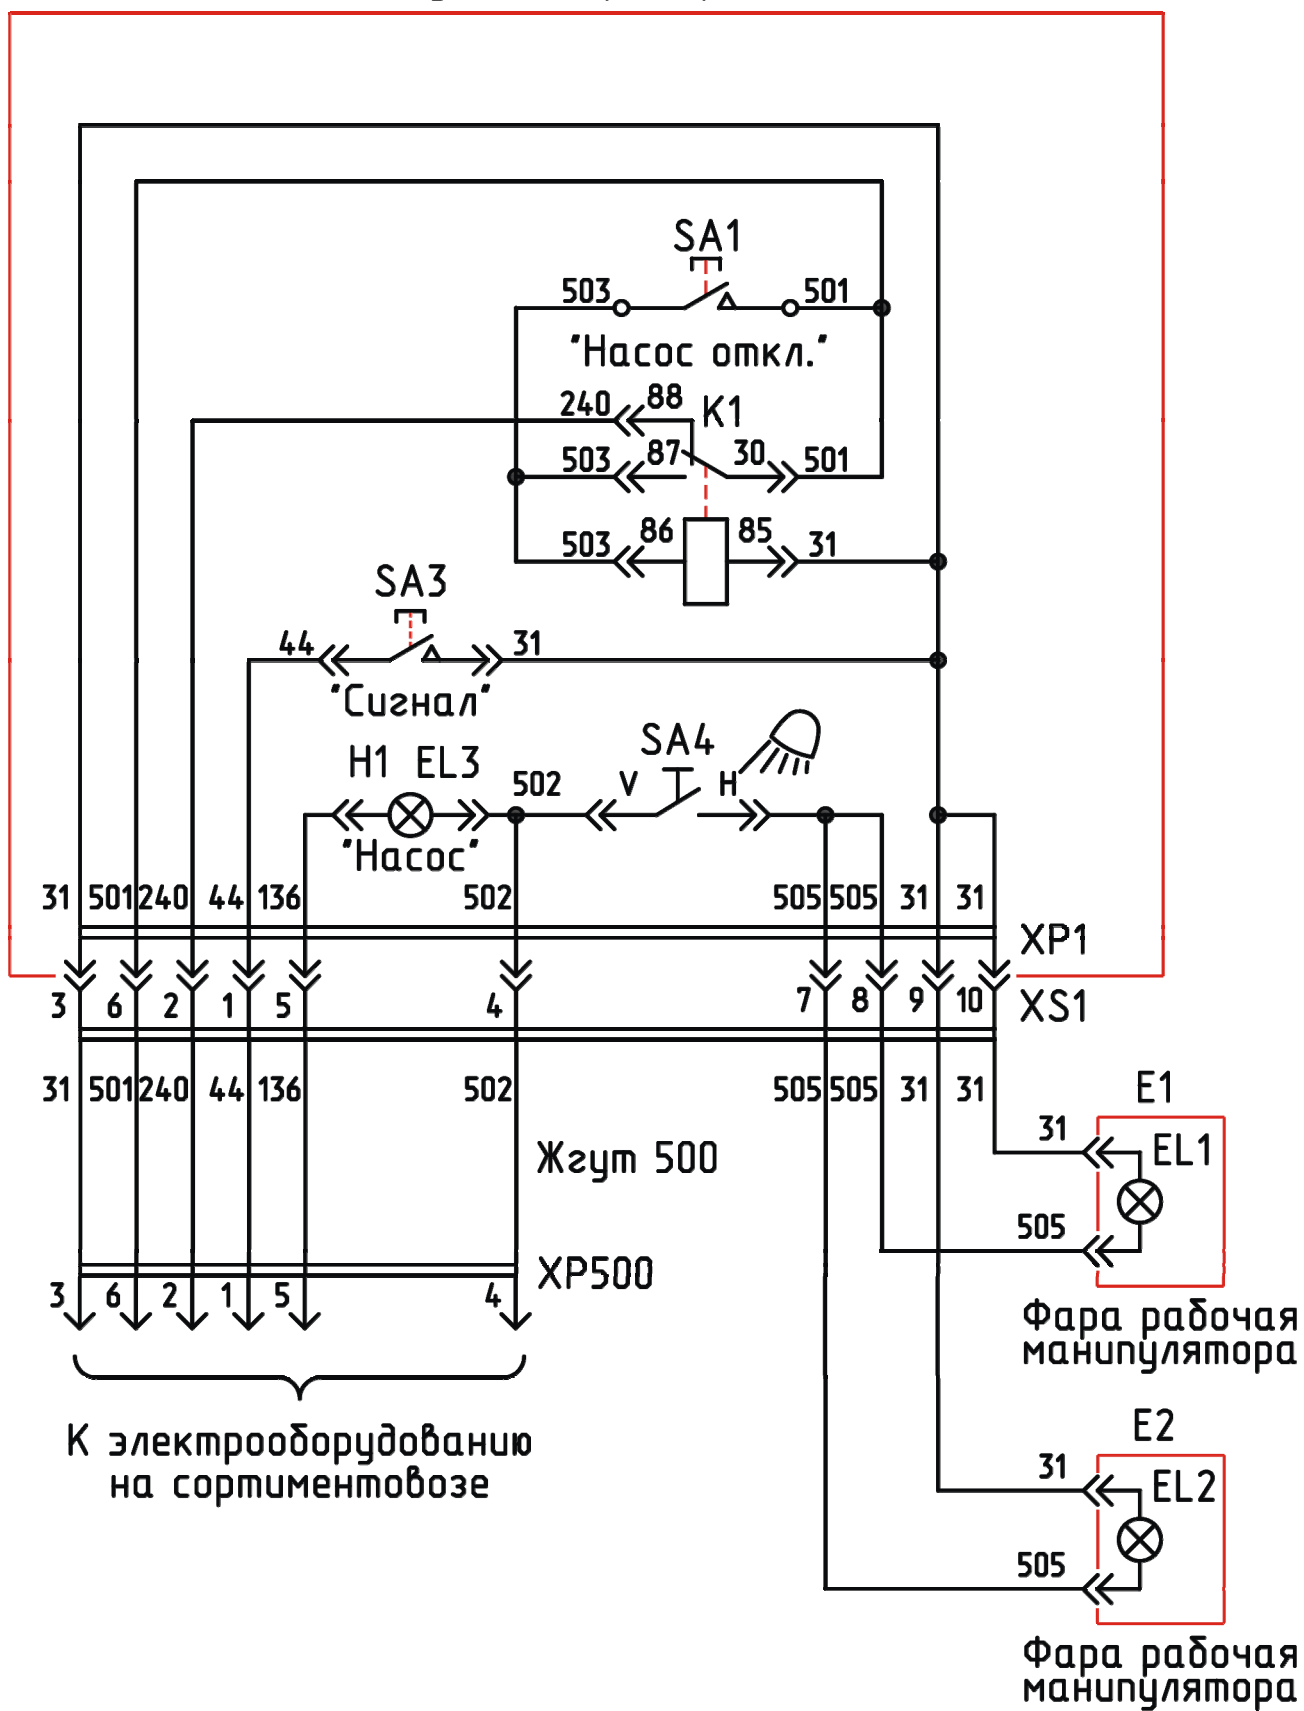 SA1
503 501
"Насос откл."
240 88 K1
503 87 30 501
503 86 85 31
SA3
44 31
"Сигнал"
H1 EL3 502 V SA4 H
"Насос"
31 501 240 44 136 502 505 505 31 31
XP1
3 6 2 1 5 4 7 8 9 10 XS1
31 501 240 44 136 502 505 505 31 31
E1
31 EL1
Жгут 500
505
XP500
3 6 2 1 5 4
Фара рабочая
манипулятора
К электрооборудованию
на сортиментовозе
E2
31 EL2
505
Фара рабочая
манипулятора